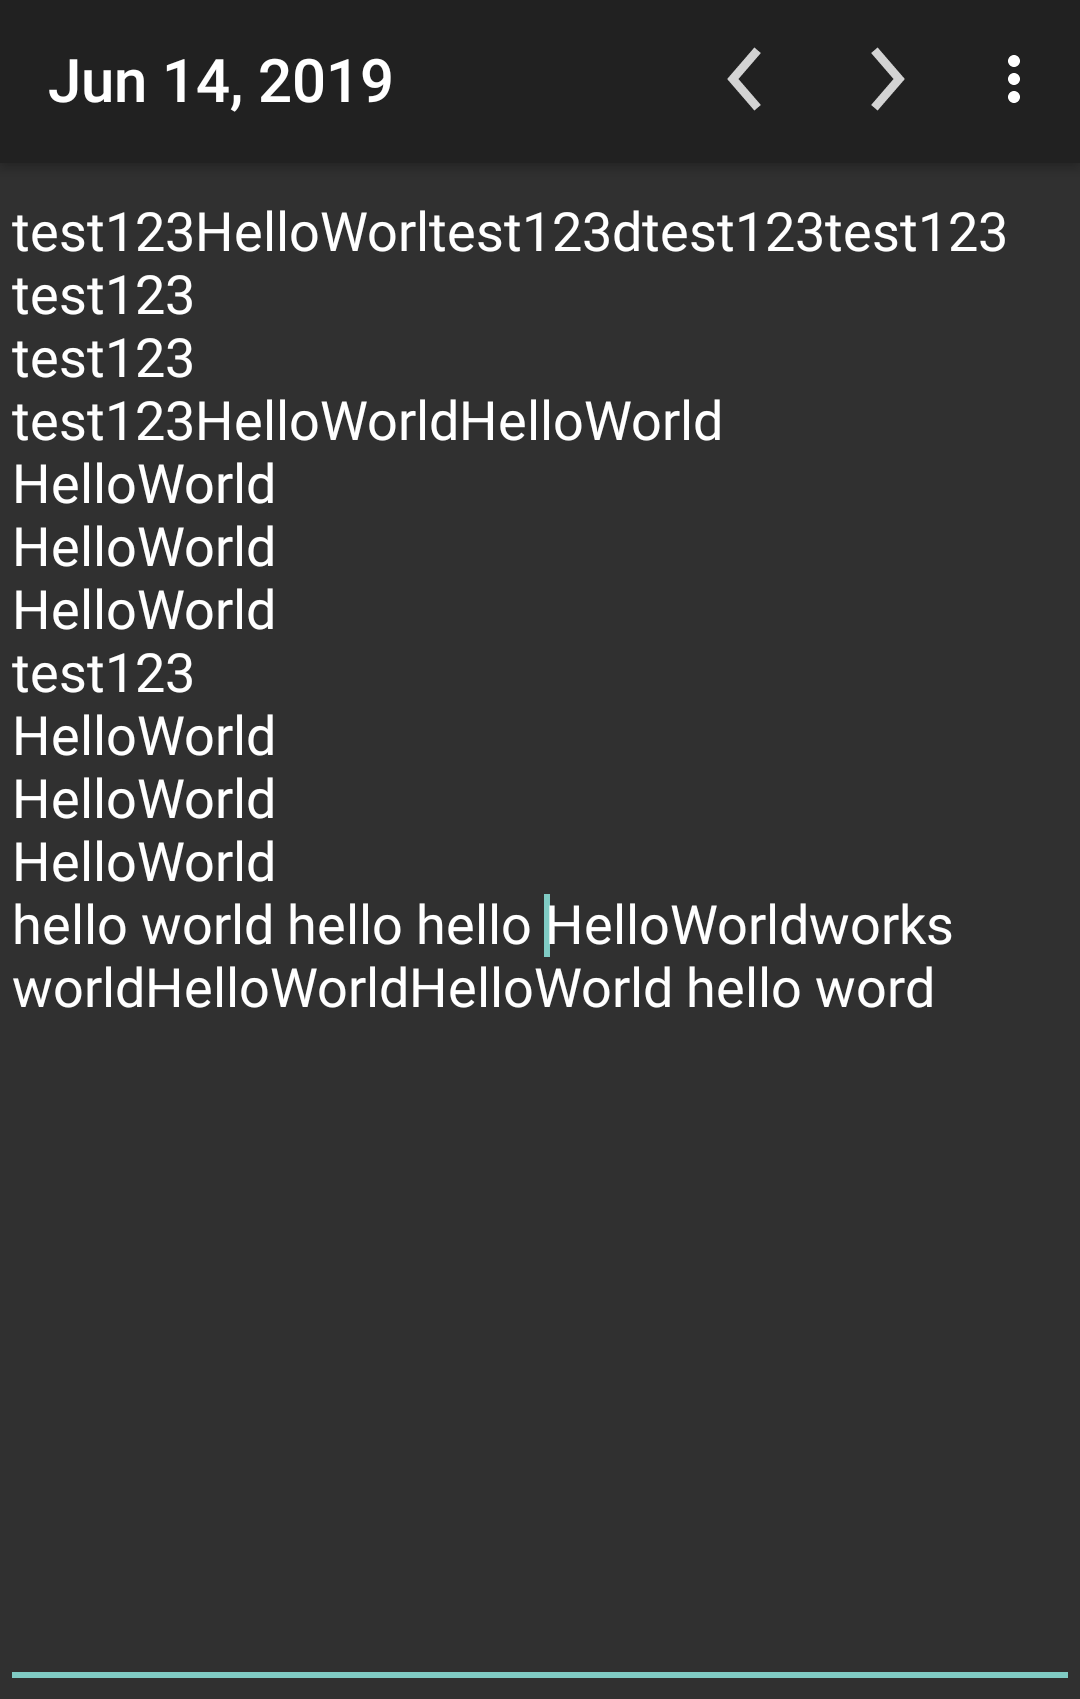 Jun 14, 2019
test123HelloWorltest123dtest123test123
test123
test123
test123HelloWorldHelloWorld
HelloWorld
HelloWorld
HelloWorld
test123
HelloWorld
HelloWorld
HelloWorld
hello world hello hello HelloWorldworks
worldHelloWorldHelloWorld hello word